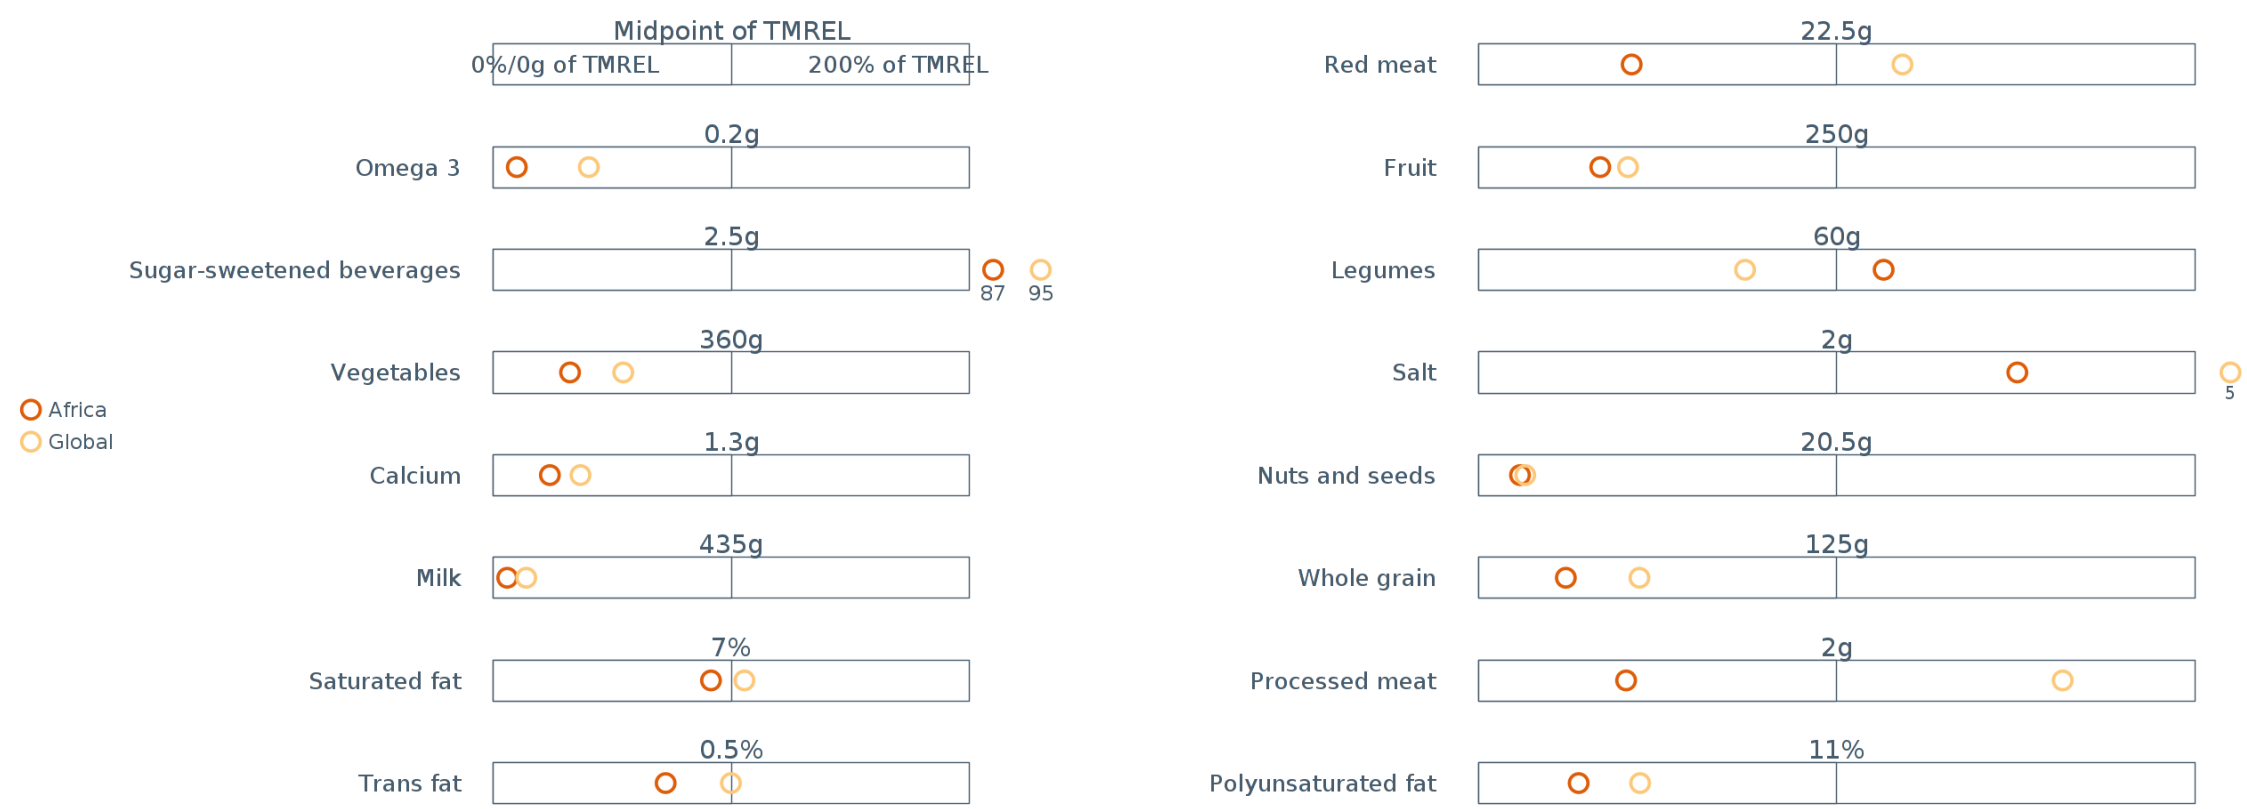 Midpoint of TMREL
0%/0g of TMREL
200% of TMREL
0.2g
Omega 3
2.5g
Sugar-sweetened beverages
87 95
360g
Vegetables
Africa
Global
1.3g
Calcium
435g
Milk
7%
Saturated fat
0.5%
Trans fat
22.5g
Red meat
250g
Fruit
60g
Legumes
2g
Salt
5
20.5g
Nuts and seeds
125g
Whole grain
2g
Processed meat
11%
Polyunsaturated fat